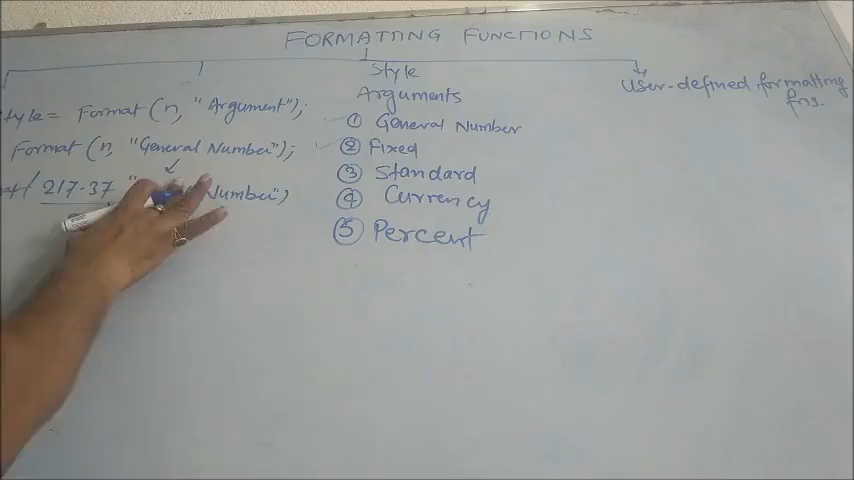 FORMATTING FUNCTIONS
Style = Format (n, "Argument");
Format (n, "General Number");
217.37 " Number")
Style
Arguments
① General Number
② Fixed
③ Standard
④ Currency
⑤ Percent
User-defined formatting
fns.